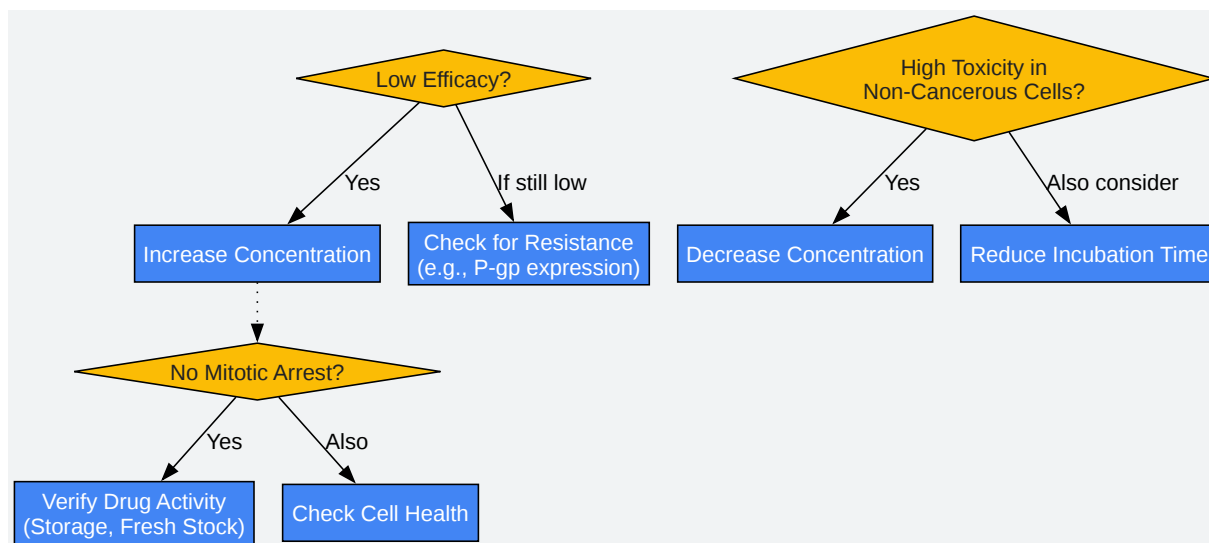 Low Efficacy?
High Toxicity in
Non-Cancerous Cells?
Yes
If still low
Yes
Also consider
Increase Concentration
Check for Resistance
(e.g., P-gp expression)
Decrease Concentration
Reduce Incubation Time
No Mitotic Arrest?
Yes
Also
Verify Drug Activity
(Storage, Fresh Stock)
Check Cell Health